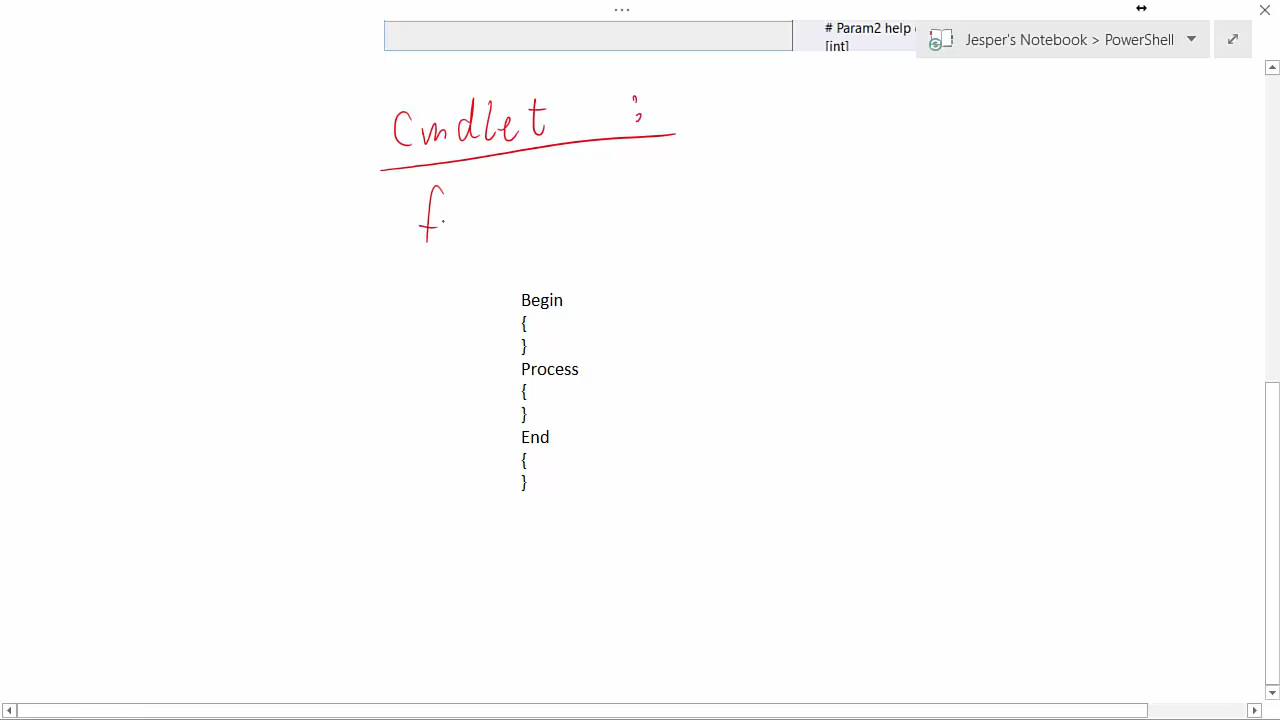 ...
# Param2 help
[int]
Jesper's Notebook > PowerShell
Cmdlet :
f
Begin
{
}
Process
{
}
End
{
}